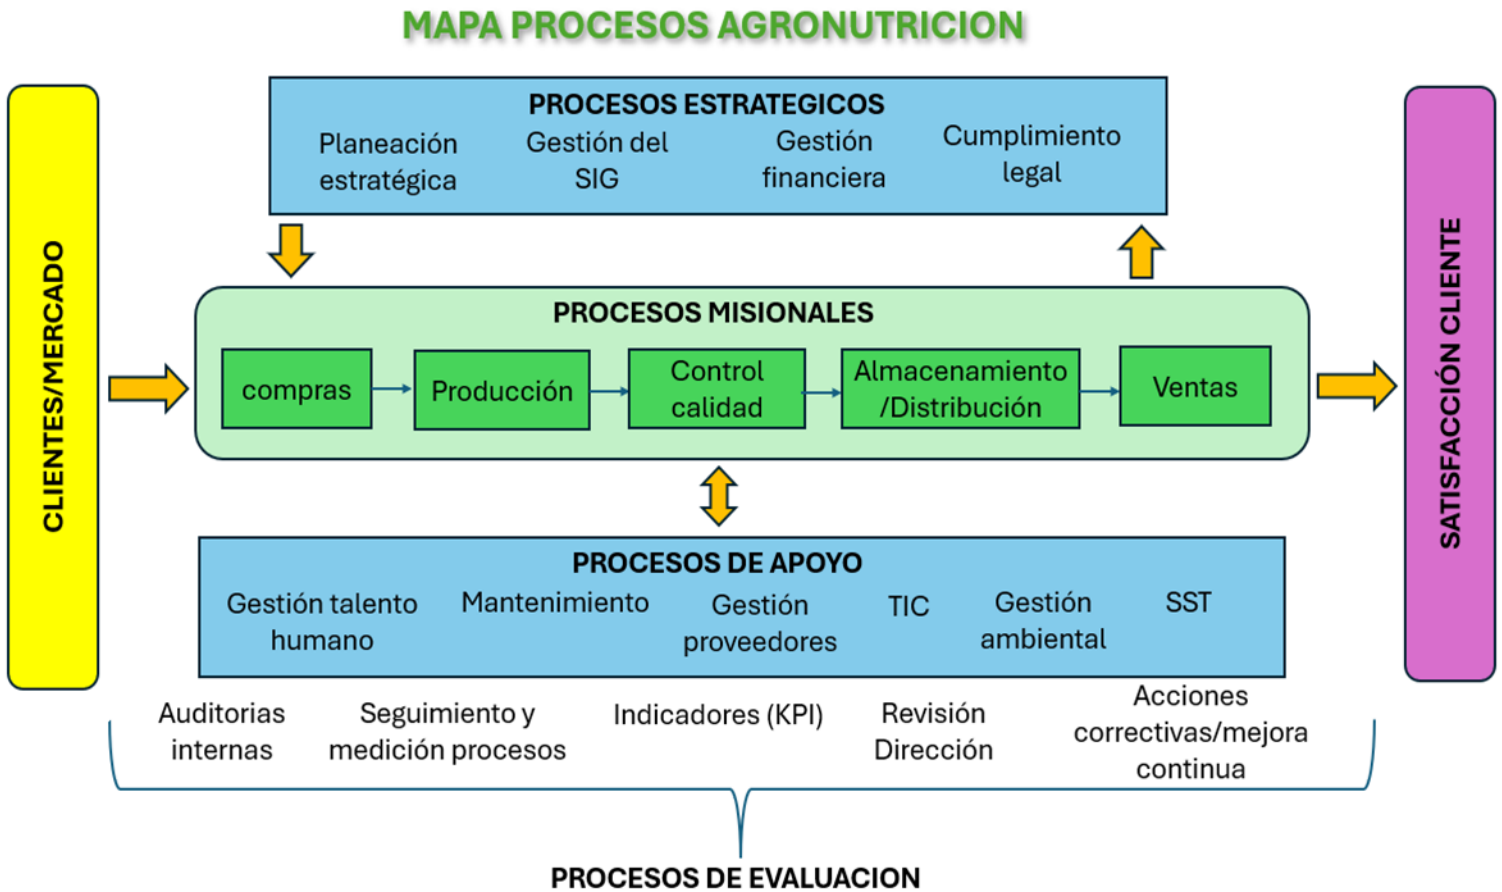 MAPA PROCESOS AGRONUTRICION
PROCESOS ESTRATEGICOS
Planeación
estratégica
Gestión del
SIG
Gestión
financiera
Cumplimiento
legal
CLIENTES/MERCADO
PROCESOS MISIONALES
compras
Producción
Control
calidad
Almacenamiento
/Distribución
Ventas
SATISFACCIÓN CLIENTE
PROCESOS DE APOYO
Gestión talento
humano
Mantenimiento
Gestión
proveedores
TIC
Gestión
ambiental
SST
Auditorias
internas
Seguimiento y
medición procesos
Indicadores (KPI)
Revisión
Dirección
Acciones
correctivas/mejora
continua
PROCESOS DE EVALUACION